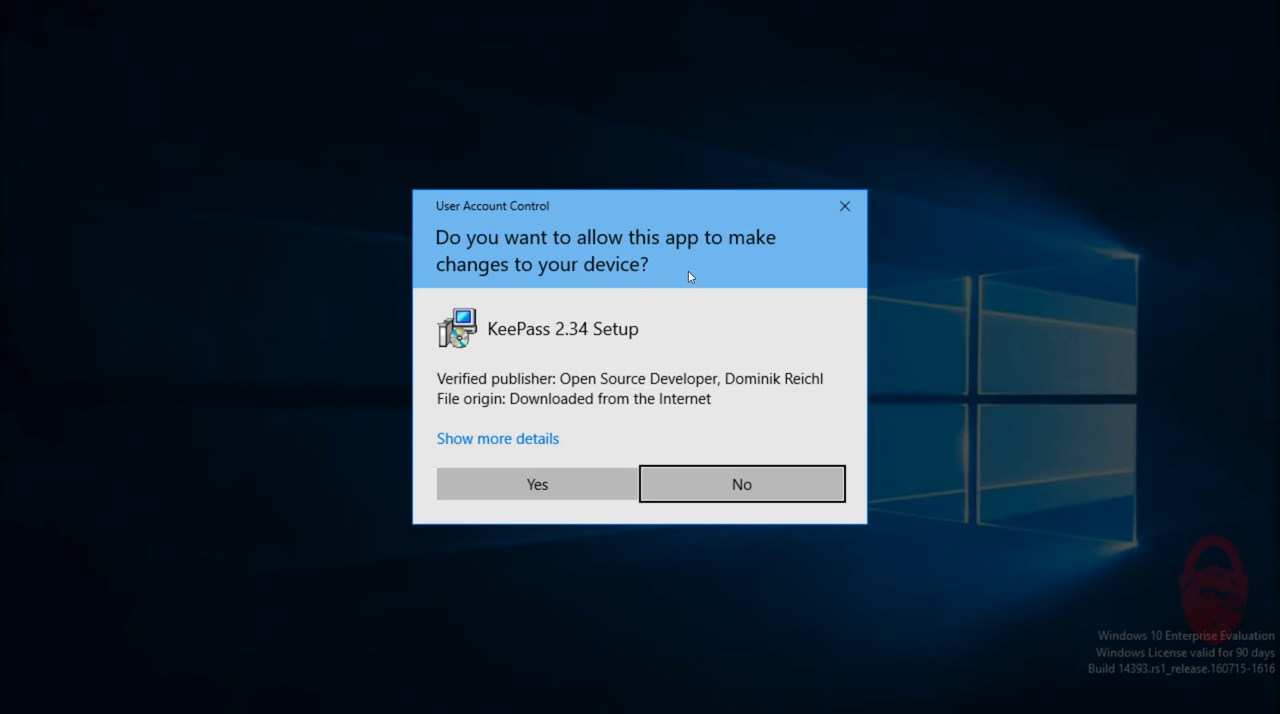 User Account Control
Do you want to allow this app to make
changes to your device?
KeePass 2.34 Setup
Verified publisher: Open Source Developer, Dominik Reichl
File origin: Downloaded from the Internet
Show more details
Yes
No
Windows 10 Enterprise Evaluation
Windows License valid for 90 days
Build 14393.rs1_release.160715-1616